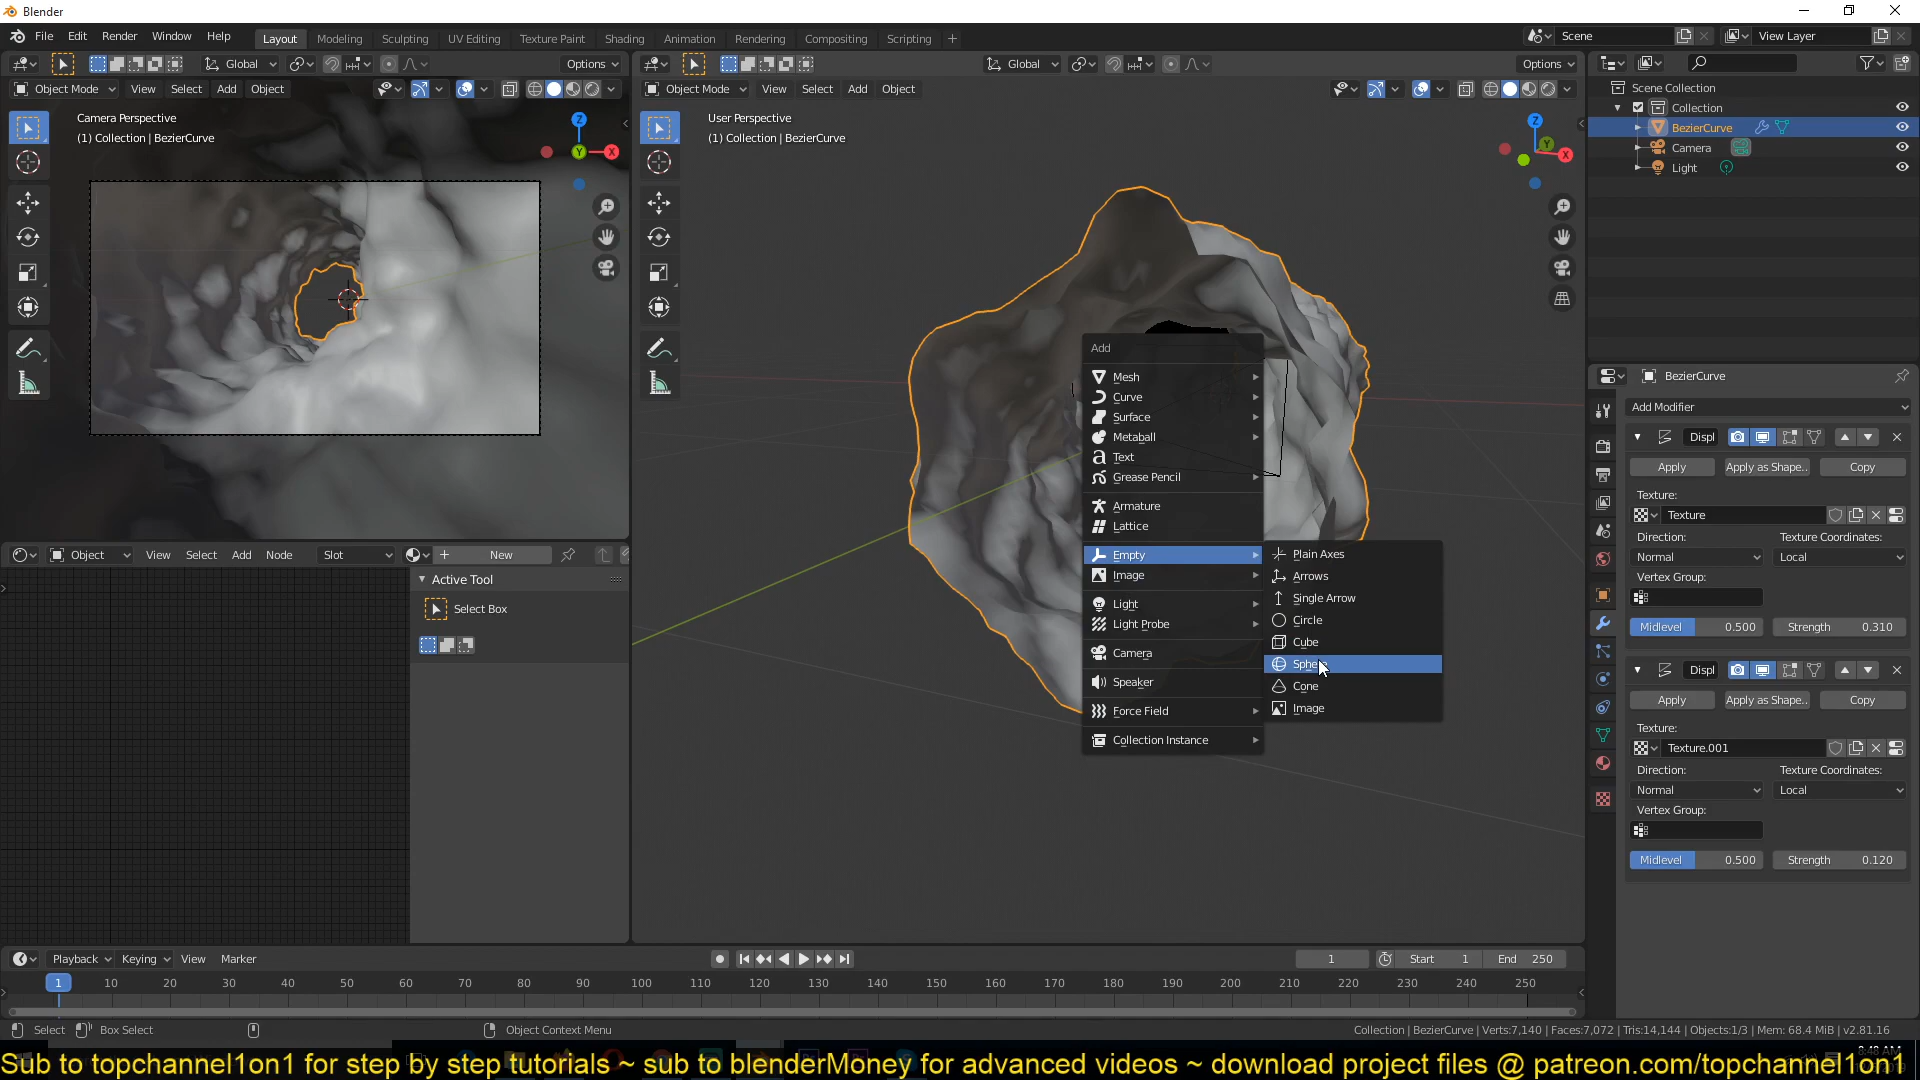 Blender
File Edit Render Window Help Layout Modeling Sculpting UV Editing Texture Paint Shading Animation Rendering Compositing Scripting + Scene View Layer
Global Options Global Options
Object Mode View Select Add Object Object Mode View Select Add Object
Scene Collection
Collection
BezierCurve
Camera
Light
Camera Perspective
(1) Collection | BezierCurve
Z
Y
X
User Perspective
(1) Collection | BezierCurve
Z
Y
X
Add
Mesh
Curve
Surface
Metaball
Text
Grease Pencil
Armature
Lattice
Empty
Image
Light
Light Probe
Camera
Speaker
Force Field
Collection Instance
Plain Axes
Arrows
Single Arrow
Circle
Cube
Cone
Image
BezierCurve
Add Modifier
Displ
Apply Apply as Shape.. Copy
Texture:
Texture
Direction: Texture Coordinates:
Normal Local
Vertex Group:
Midlevel 0.500 Strength 0.310
Displ
Apply Apply as Shape.. Copy
Texture:
Texture.001
Direction: Texture Coordinates:
Normal Local
Vertex Group:
Midlevel 0.500 Strength 0.120
Object View Select Add Node Slot New
Active Tool
Select Box
Playback Keying View Marker 1 Start 1 End 250
1 10 20 30 40 50 60 70 80 90 100 110 120 130 140 150 160 170 180 190 200 210 220 230 240 250
Select Box Select Object Context Menu Collection | BezierCurve | Verts:7,140 | Faces:7,072 | Tris:14,144 | Objects:1/3 | Mem: 68.4 MiB | v2.81.16
Sub to topchannel1on1 for step by step tutorials ~ sub to blenderMoney for advanced videos ~ download project files @ patreon.com/topchannel1on1